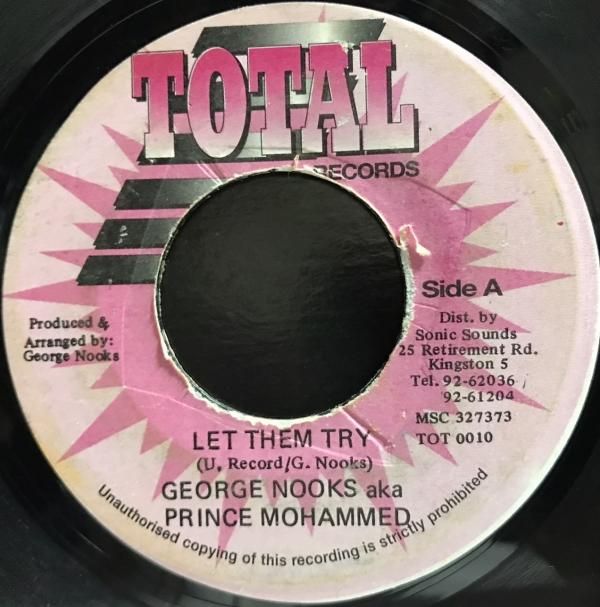 TOTAL
RECORDS
Side A
Produced &
Arranged by:
George Nooks
Dist. by
Sonic Sounds
25 Retirement Rd.
Kingston 5
Tel. 92-62036 /
92-61204
MSC 327373
TOT 0010
LET THEM TRY
(U. Record/G. Nooks)
GEORGE NOOKS aka
PRINCE MOHAMMED
Unauthorised copying of this recording is strictly prohibited